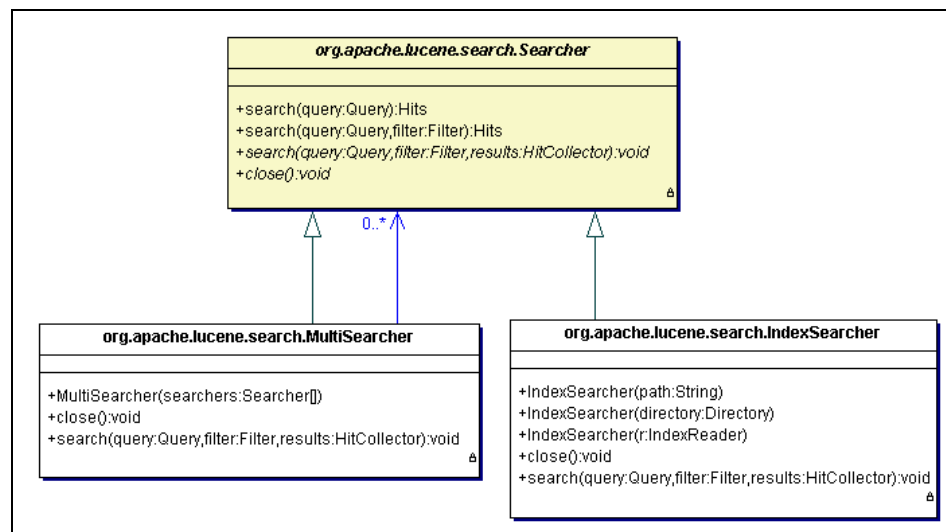 org.apache.lucene.search.Searcher
+search(query:Query):Hits
+search(query:Query,filter:Filter):Hits
+search(query:Query,filter:Filter,results:HitCollector):void
+close():void
0..*
org.apache.lucene.search.MultiSearcher
+MultiSearcher(searchers:Searcher[])
+close():void
+search(query:Query,filter:Filter,results:HitCollector):void
org.apache.lucene.search.IndexSearcher
+IndexSearcher(path:String)
+IndexSearcher(directory:Directory)
+IndexSearcher(r:IndexReader)
+close():void
+search(query:Query,filter:Filter,results:HitCollector):void